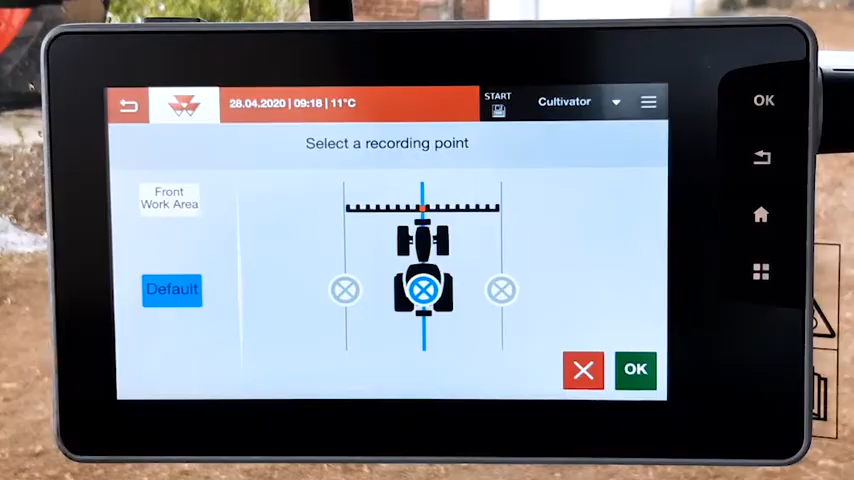 28.04.2020 | 09:18 | 11°C
START
Cultivator
OK
Select a recording point
Front
Work Area
Default
OK